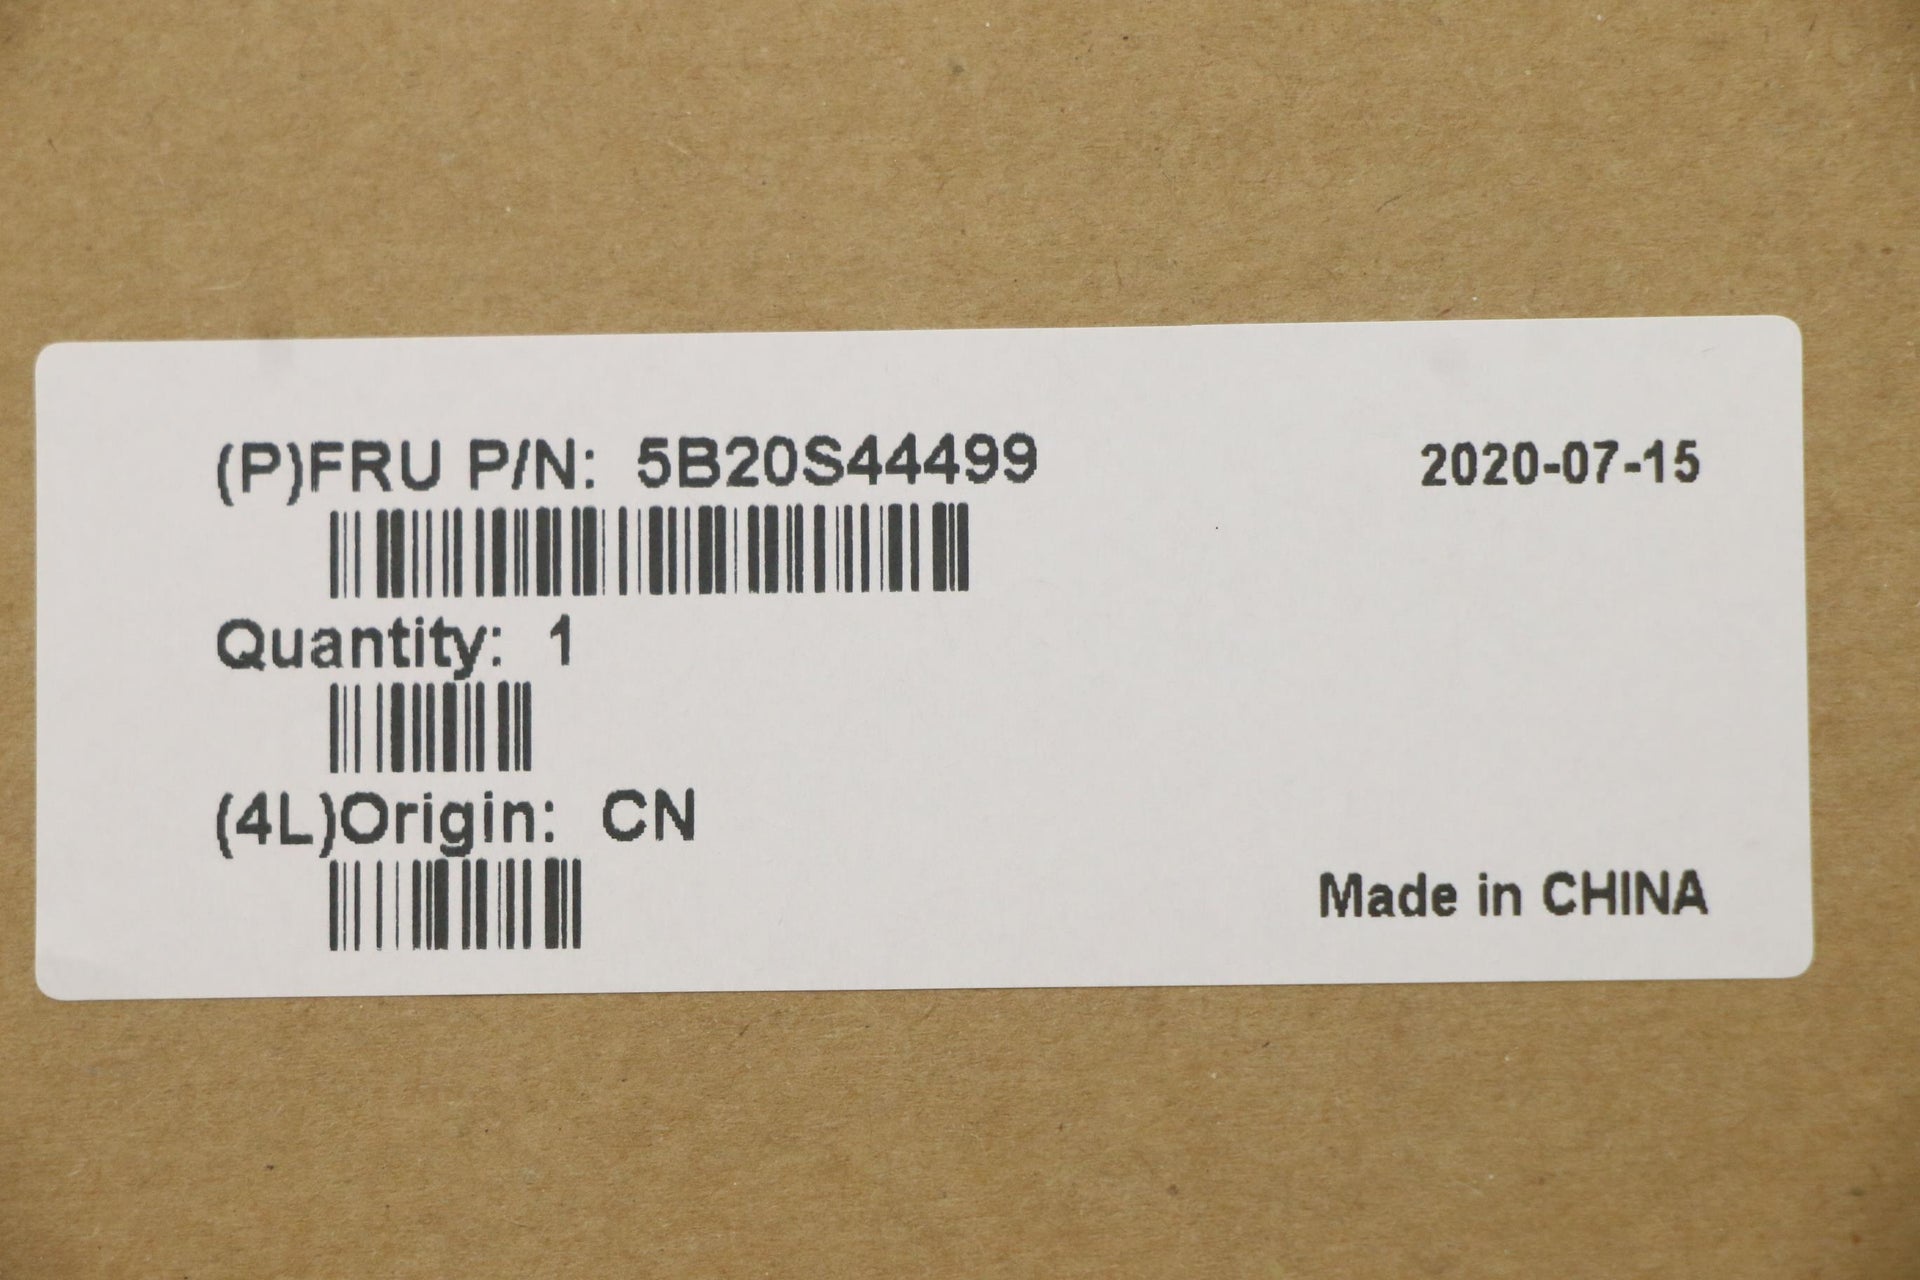 (P)FRU P/N: 5B20S44499
2020-07-15
Quantity: 1
(4L)Origin: CN
Made in CHINA